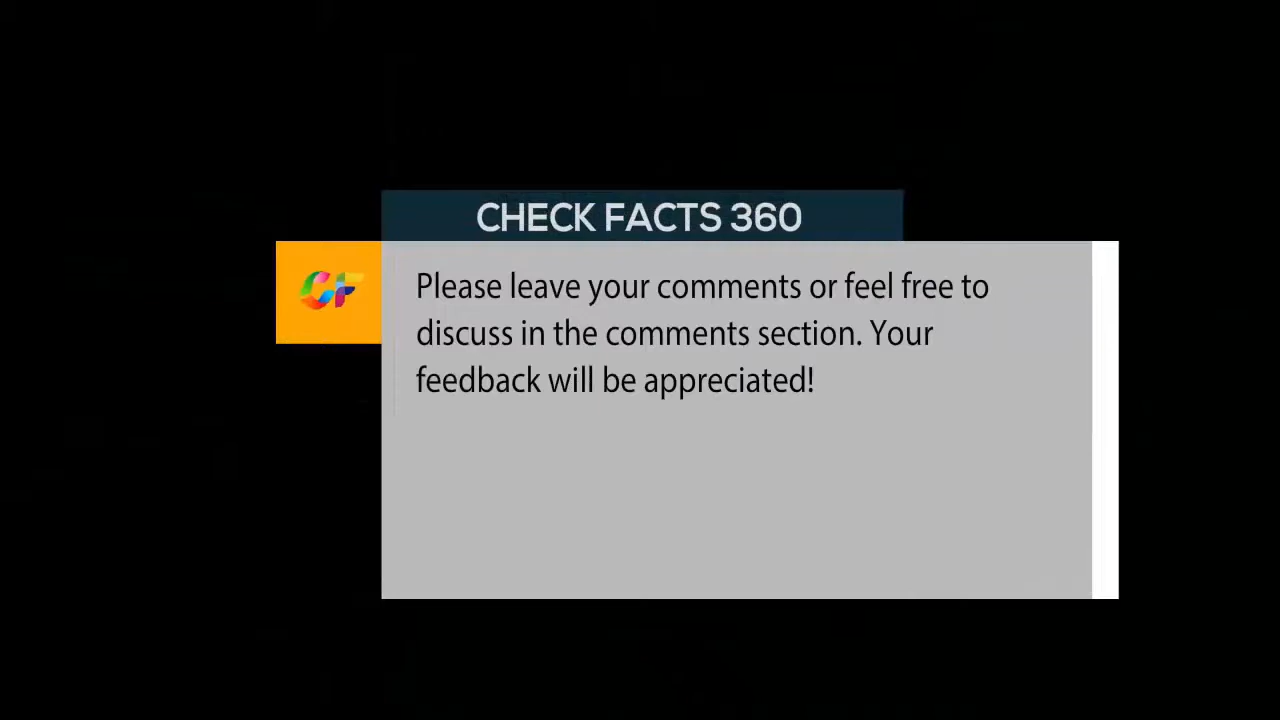 CHECK FACTS 360
CF
Please leave your comments or feel free to
discuss in the comments section. Your
feedback will be appreciated!